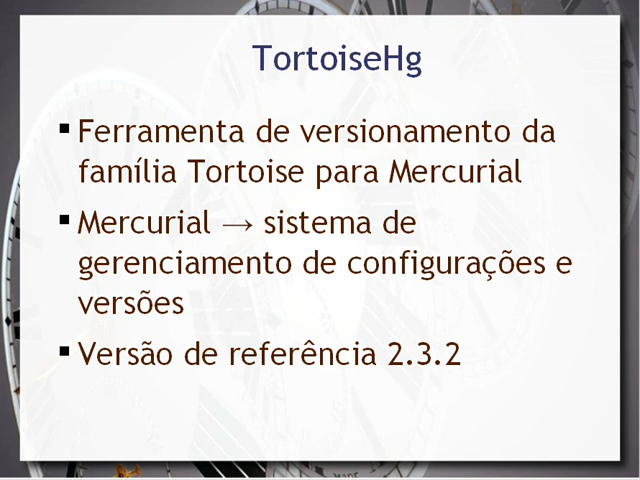 TortoiseHg
▪ Ferramenta de versionamento da
família Tortoise para Mercurial
▪ Mercurial → sistema de
gerenciamento de configurações e
versões
▪ Versão de referência 2.3.2